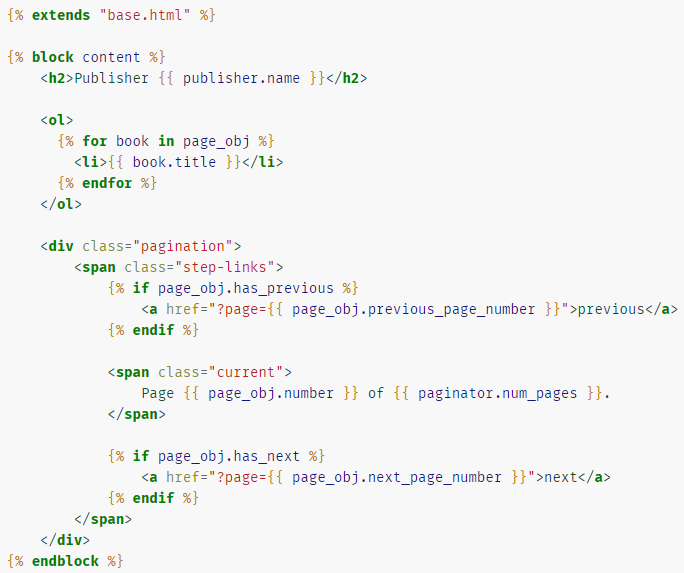 {% extends "base.html" %}
{% block content %}
<h2>Publisher {{ publisher.name }}</h2>
<ol>
{% for book in page_obj %}
<li>{{ book.title }}</li>
{% endfor %}
</ol>
<div class="pagination">
<span class="step-links">
{% if page_obj.has_previous %}
<a href="?page={{ page_obj.previous_page_number }}">previous</a>
{% endif %}
<span class="current">
Page {{ page_obj.number }} of {{ paginator.num_pages }}.
</span>
{% if page_obj.has_next %}
<a href="?page={{ page_obj.next_page_number }}">next</a>
{% endif %}
</span>
</div>
{% endblock %}